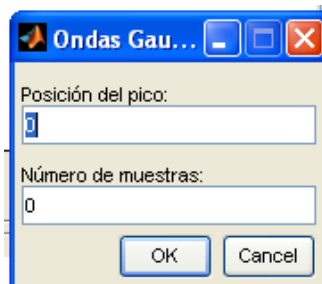 Ondas Gau...
Posición del pico:
0
Número de muestras:
0
OK Cancel